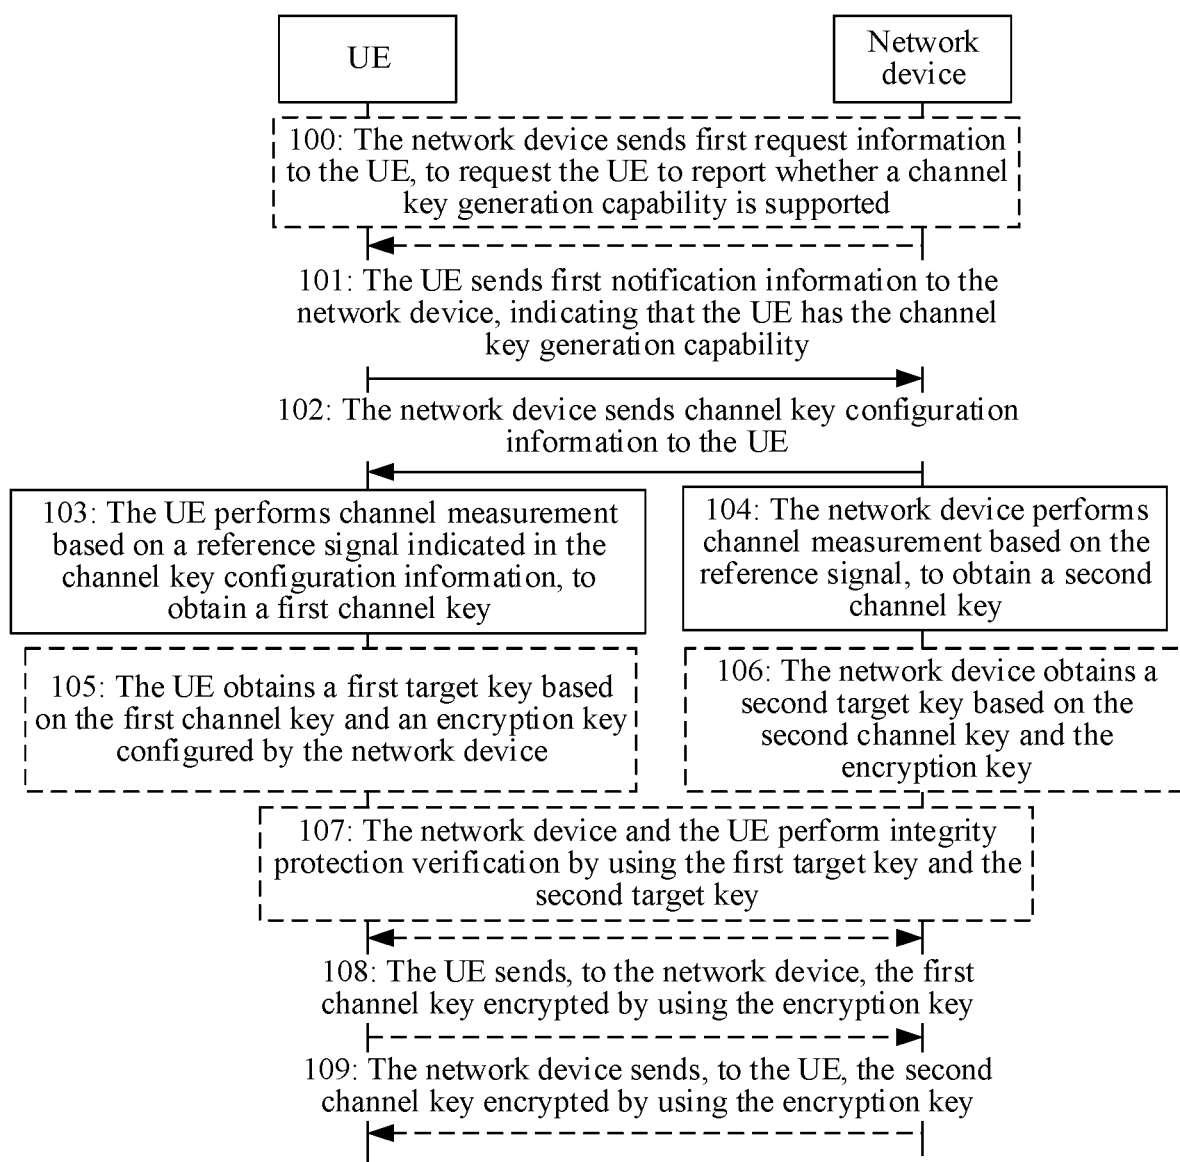 UE
Network
device
100: The network device sends first request information
to the UE, to request the UE to report whether a channel
key generation capability is supported
101: The UE sends first notification information to the
network device, indicating that the UE has the channel
key generation capability
102: The network device sends channel key configuration
information to the UE
103: The UE performs channel measurement
based on a reference signal indicated in the
channel key configuration information, to
obtain a first channel key
104: The network device performs
channel measurement based on the
reference signal, to obtain a second
channel key
105: The UE obtains a first target key based
on the first channel key and an encryption key
configured by the network device
106: The network device obtains a
second target key based on the
second channel key and the
encryption key
107: The network device and the UE perform integrity
protection verification by using the first target key and the
second target key
108: The UE sends, to the network device, the first
channel key encrypted by using the encryption key
109: The network device sends, to the UE, the second
channel key encrypted by using the encryption key